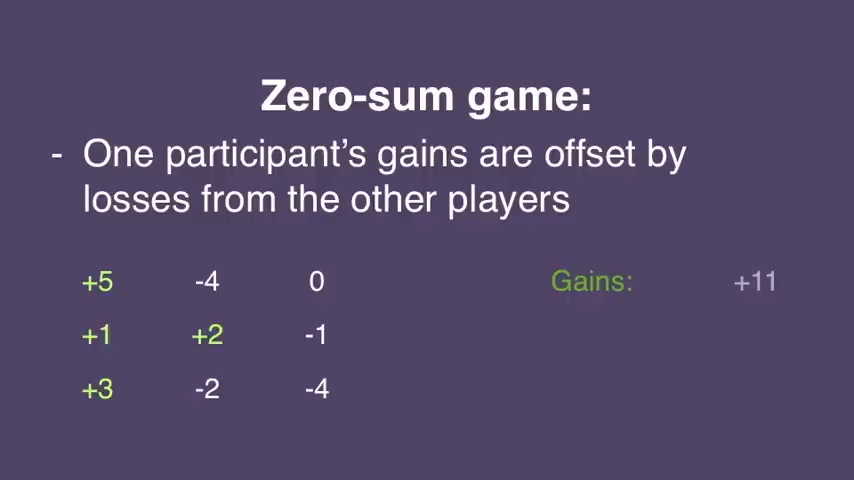 Zero-sum game:
- One participant's gains are offset by
losses from the other players
+5 -4 0 Gains: +11
+1 +2 -1
+3 -2 -4